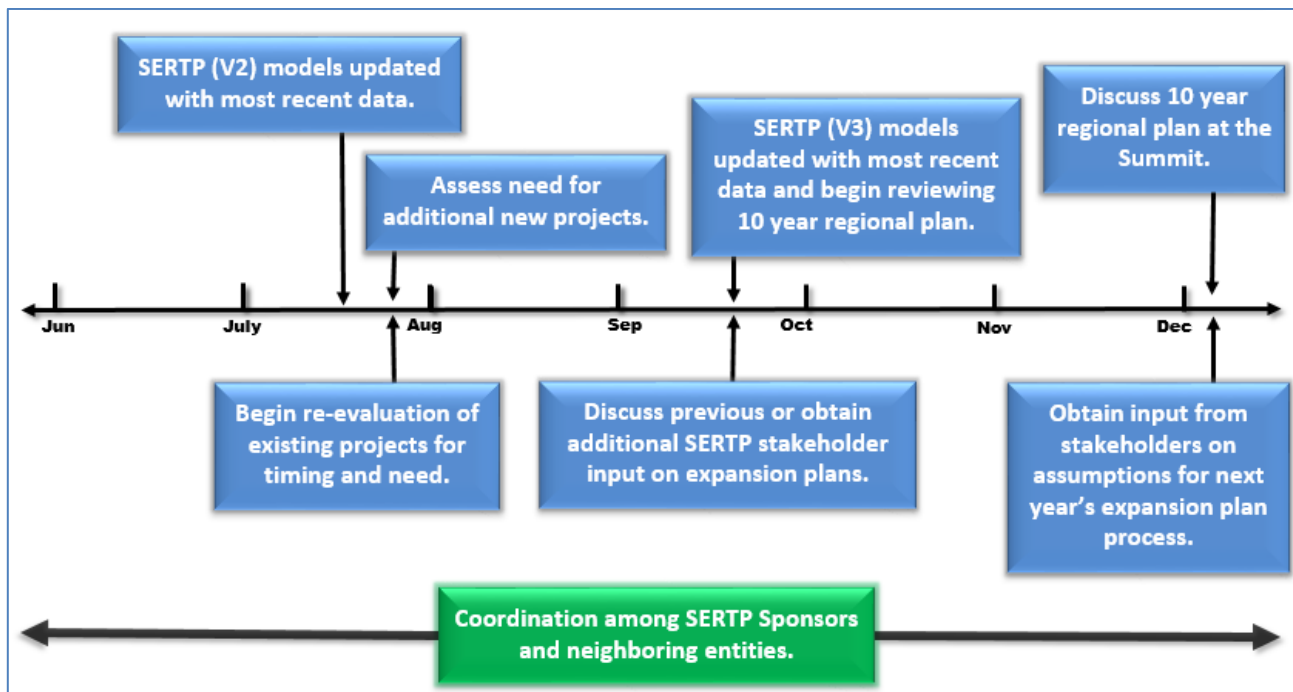 SERTP (V2) models updated
with most recent data.
Assess need for
additional new projects.
SERTP (V3) models
updated with most recent
data and begin reviewing
10 year regional plan.
Discuss 10 year
regional plan at the
Summit.
Jun
July
Aug
Sep
Oct
Nov
Dec
Begin re-evaluation of
existing projects for
timing and need.
Discuss previous or obtain
additional SERTP stakeholder
input on expansion plans.
Obtain input from
stakeholders on
assumptions for next
year’s expansion plan
process.
Coordination among SERTP Sponsors
and neighboring entities.